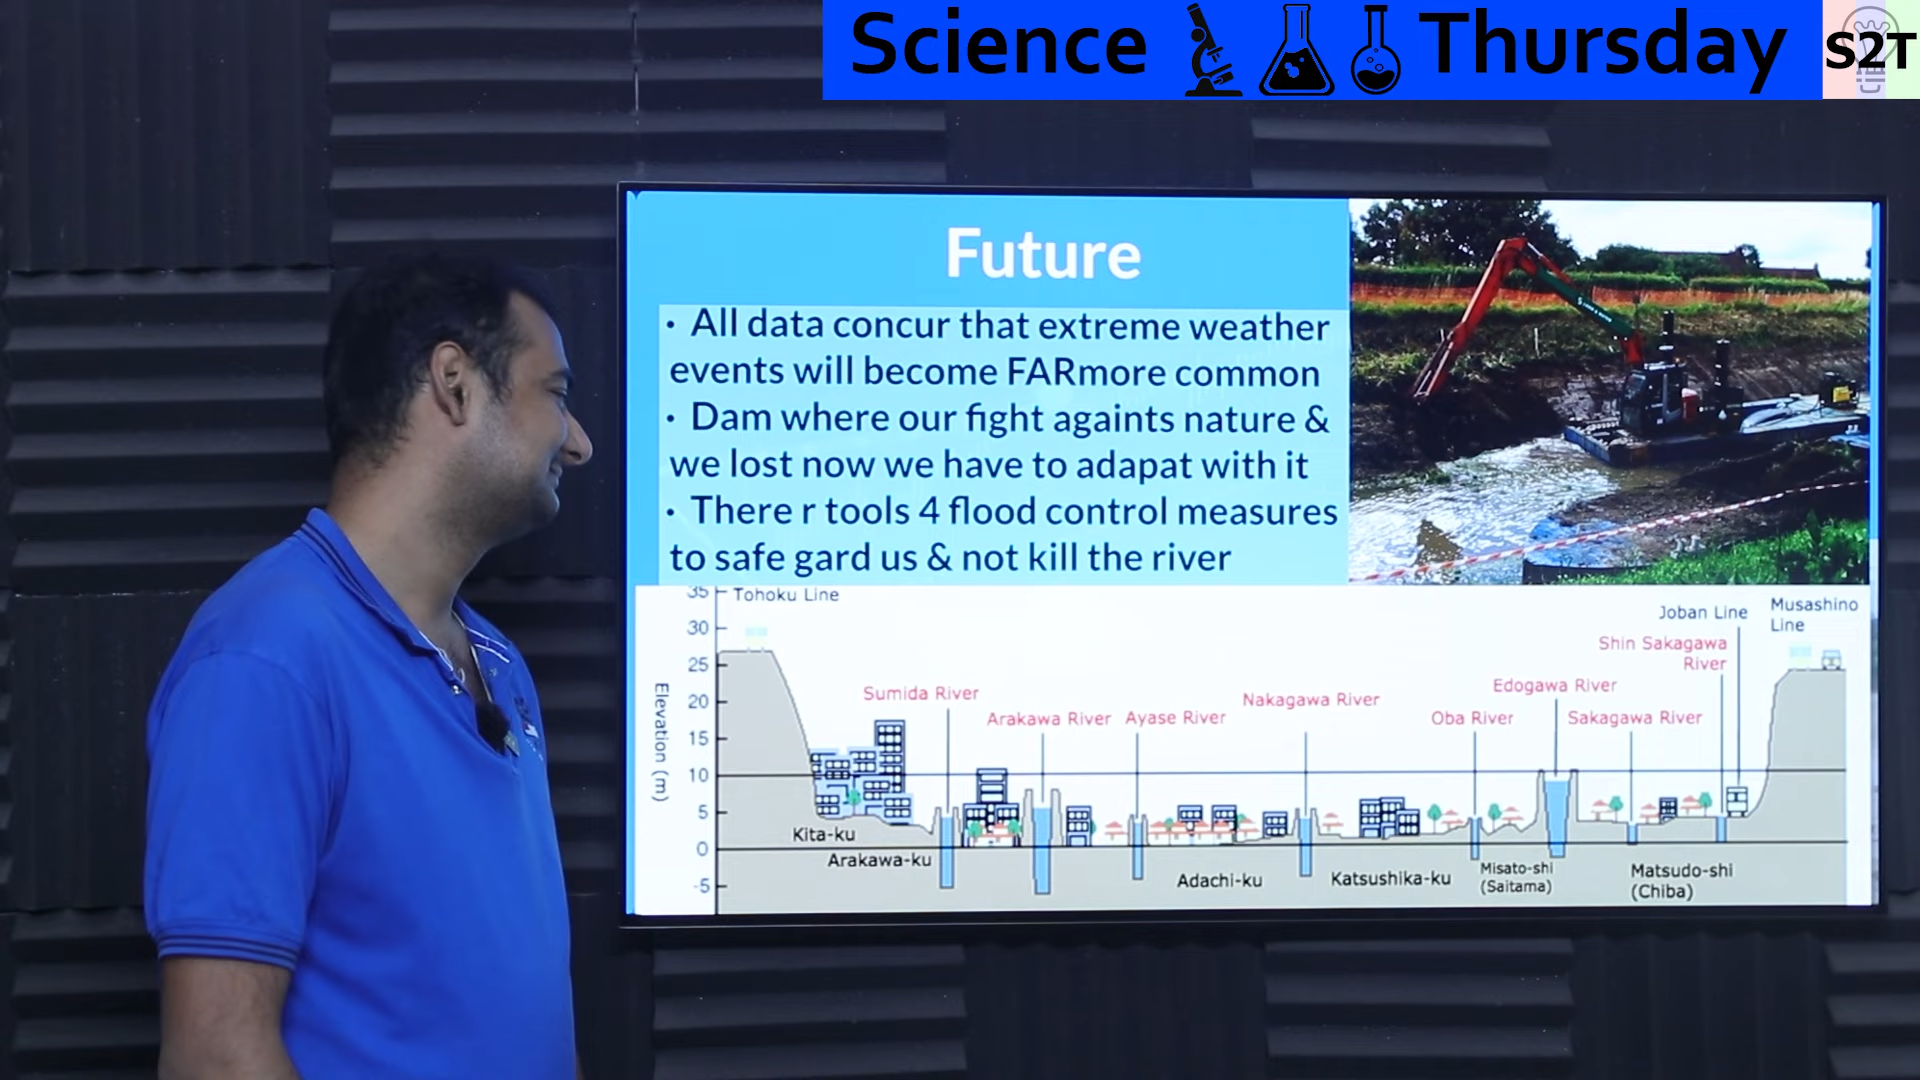 Science Thursday
S2T
Future
· All data concur that extreme weather
events will become FARmore common
· Dam where our fight againts nature &
we lost now we have to adapat with it
· There r tools 4 flood control measures
to safe gard us & not kill the river
Elevation (m)
35
30
25
20
15
10
5
0
-5
Tohoku Line
Joban Line
Musashino
Line
Shin Sakagawa
River
Sumida River
Arakawa River
Ayase River
Nakagawa River
Edogawa River
Oba River
Sakagawa River
Kita-ku
Arakawa-ku
Adachi-ku
Katsushika-ku
Misato-shi
(Saitama)
Matsudo-shi
(Chiba)